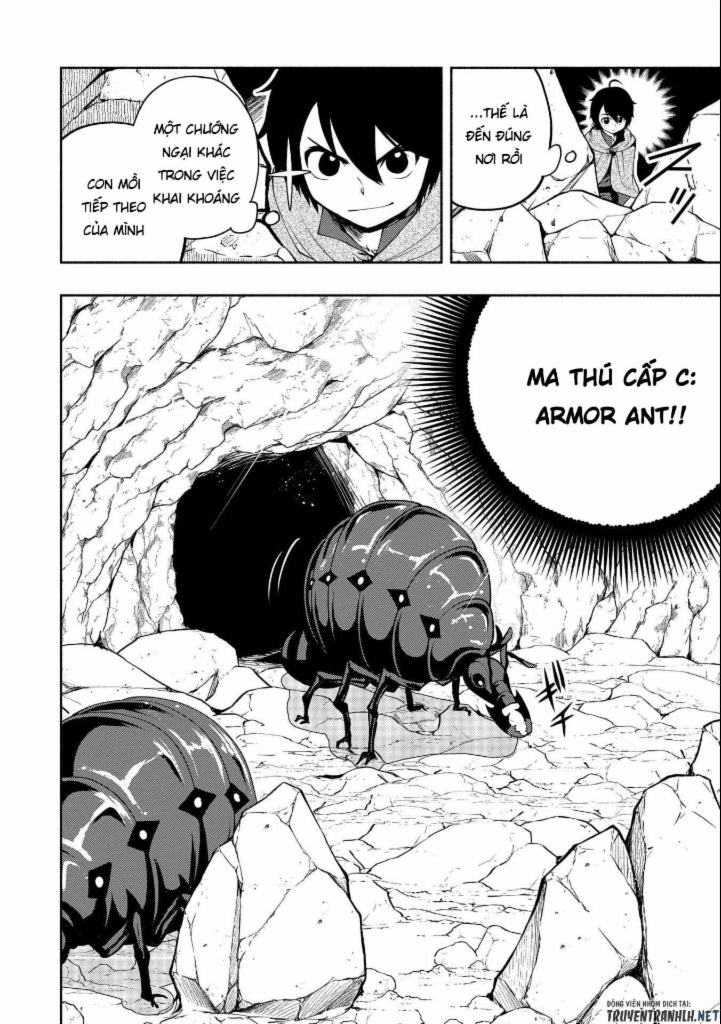 ...THẾ LÀ
ĐẾN ĐÚNG
NƠI RỒI
MỘT CHƯỚNG
NGẠI KHÁC
TRONG VIỆC
KHAI KHOÁNG
CON MỒI
TIẾP THEO
CỦA MÌNH
MA THÚ CẤP C:
ARMOR ANT!!
ĐỘNG VIÊN NHÓM DỊCH TẠI:
TRUYENTRANHLH.NET